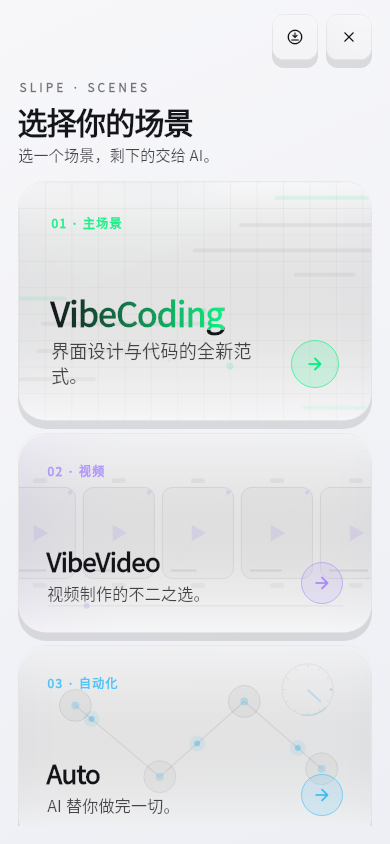 SLIPE · SCENES
选择你的场景
选一个场景，剩下的交给 AI。
01 · 主场景
VibeCoding
界面设计与代码的全新范
式。
02 · 视频
VibeVideo
视频制作的不二之选。
03 · 自动化
Auto
AI 替你做完一切。